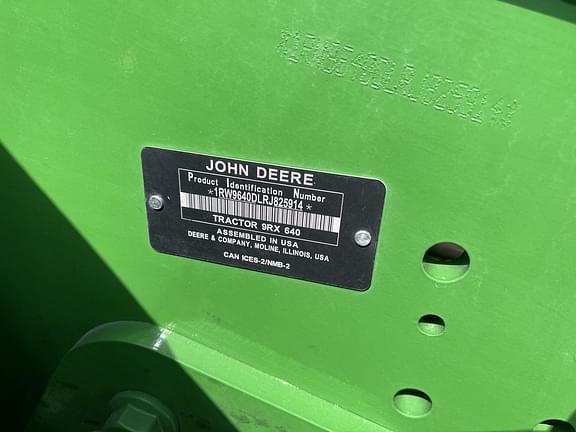 *1RW9640DLRJ825914*
JOHN DEERE
Product Identification Number
*1RW9640DLRJ825914*
TRACTOR 9RX 640
ASSEMBLED IN USA
DEERE & COMPANY, MOLINE, ILLINOIS, USA
CAN ICES-2/NMB-2